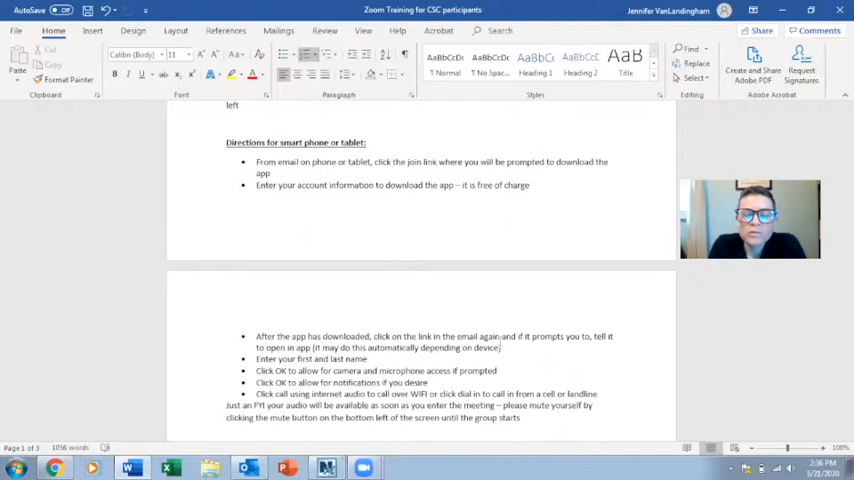 AutoSave Off
Zoom Training for CSC participants
Jennifer VanLandingham
File Home Insert Design Layout References Mailings Review View Help Acrobat Search
Share Comments
Paste
Cut
Copy
Format Painter
Calibri (Body) 11
Clipboard Font Paragraph Styles Editing Adobe Acrobat
AaBbCcDc AaBbCcDc AaBbCc AaBbCcC AaB
¶ Normal ¶ No Spac... Heading 1 Heading 2 Title
Find
Replace
Select
Create and Share Adobe PDF
Request Signatures
left
Directions for smart phone or tablet:
• From email on phone or tablet, click the join link where you will be prompted to download the
app
• Enter your account information to download the app – it is free of charge
• After the app has downloaded, click on the link in the email again and if it prompts you to, tell it
to open in app (it may do this automatically depending on device)
• Enter your first and last name
• Click OK to allow for camera and microphone access if prompted
• Click OK to allow for notifications if you desire
• Click call using internet audio to call over WIFI or click dial in to call in from a cell or landline
Just an FYI your audio will be available as soon as you enter the meeting – please mute yourself by
clicking the mute button on the bottom left of the screen until the group starts
Page 1 of 3 1056 words
100%
2:36 PM
5/21/2020